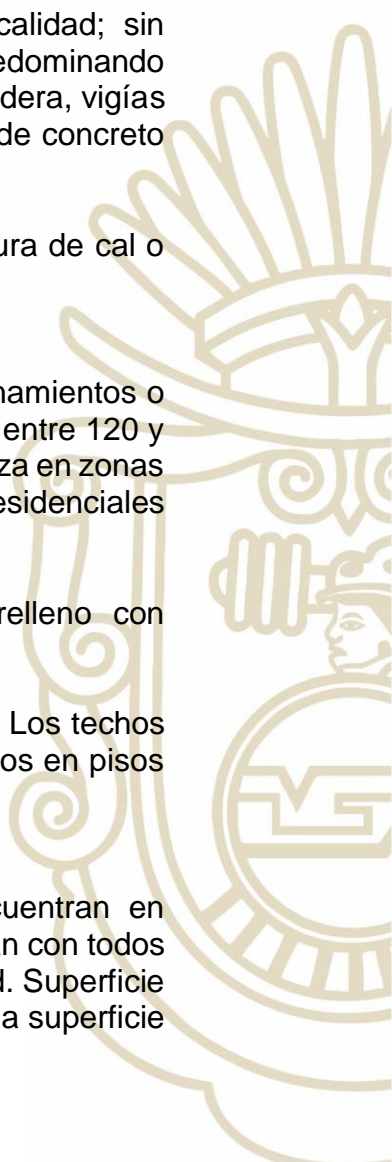 calidad; sin
edominando
dera, vigías
de concreto
ura de cal o
namientos o
entre 120 y
za en zonas
esidenciales
relleno con
Los techos
os en pisos
cuentran en
án con todos
d. Superficie
a superficie